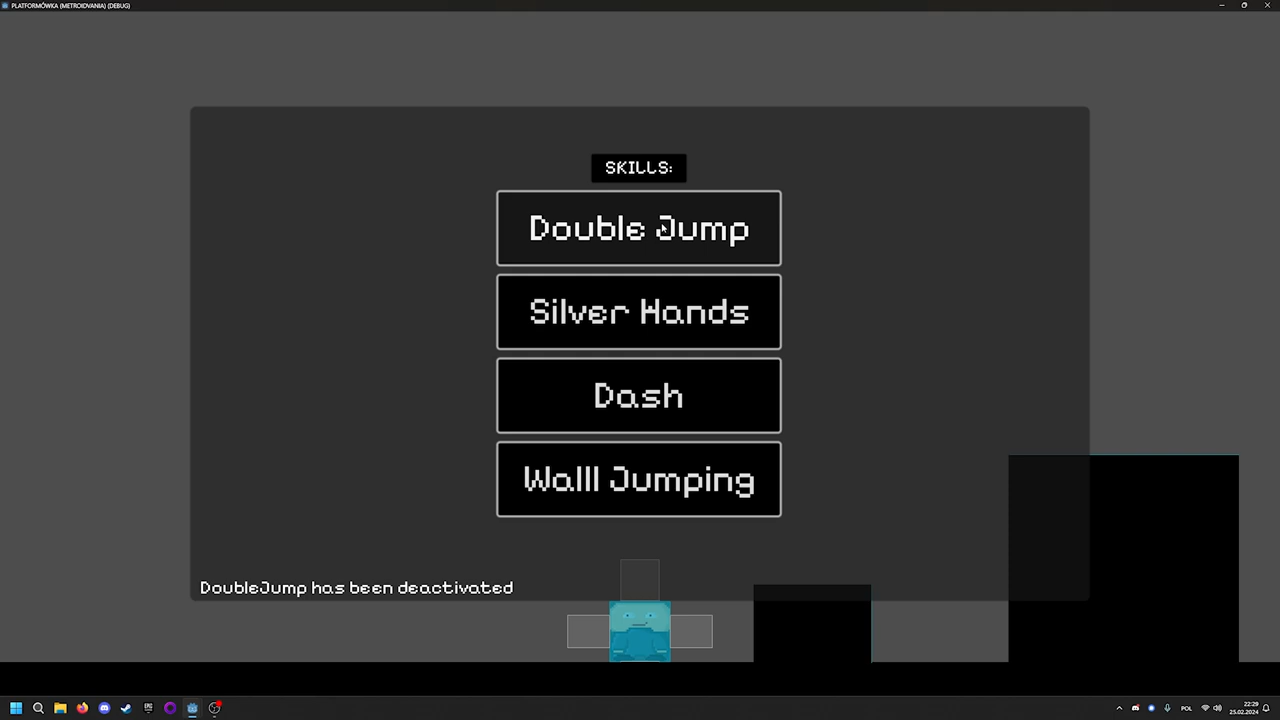 PLATFORMÓWKA (METROIDVANIA) (DEBUG)
SKILLS:
Double Jump
Silver Hands
Dash
Walll Jumping
DoubleJump has been deactivated
EPIC
POL
22:29
25.02.2024